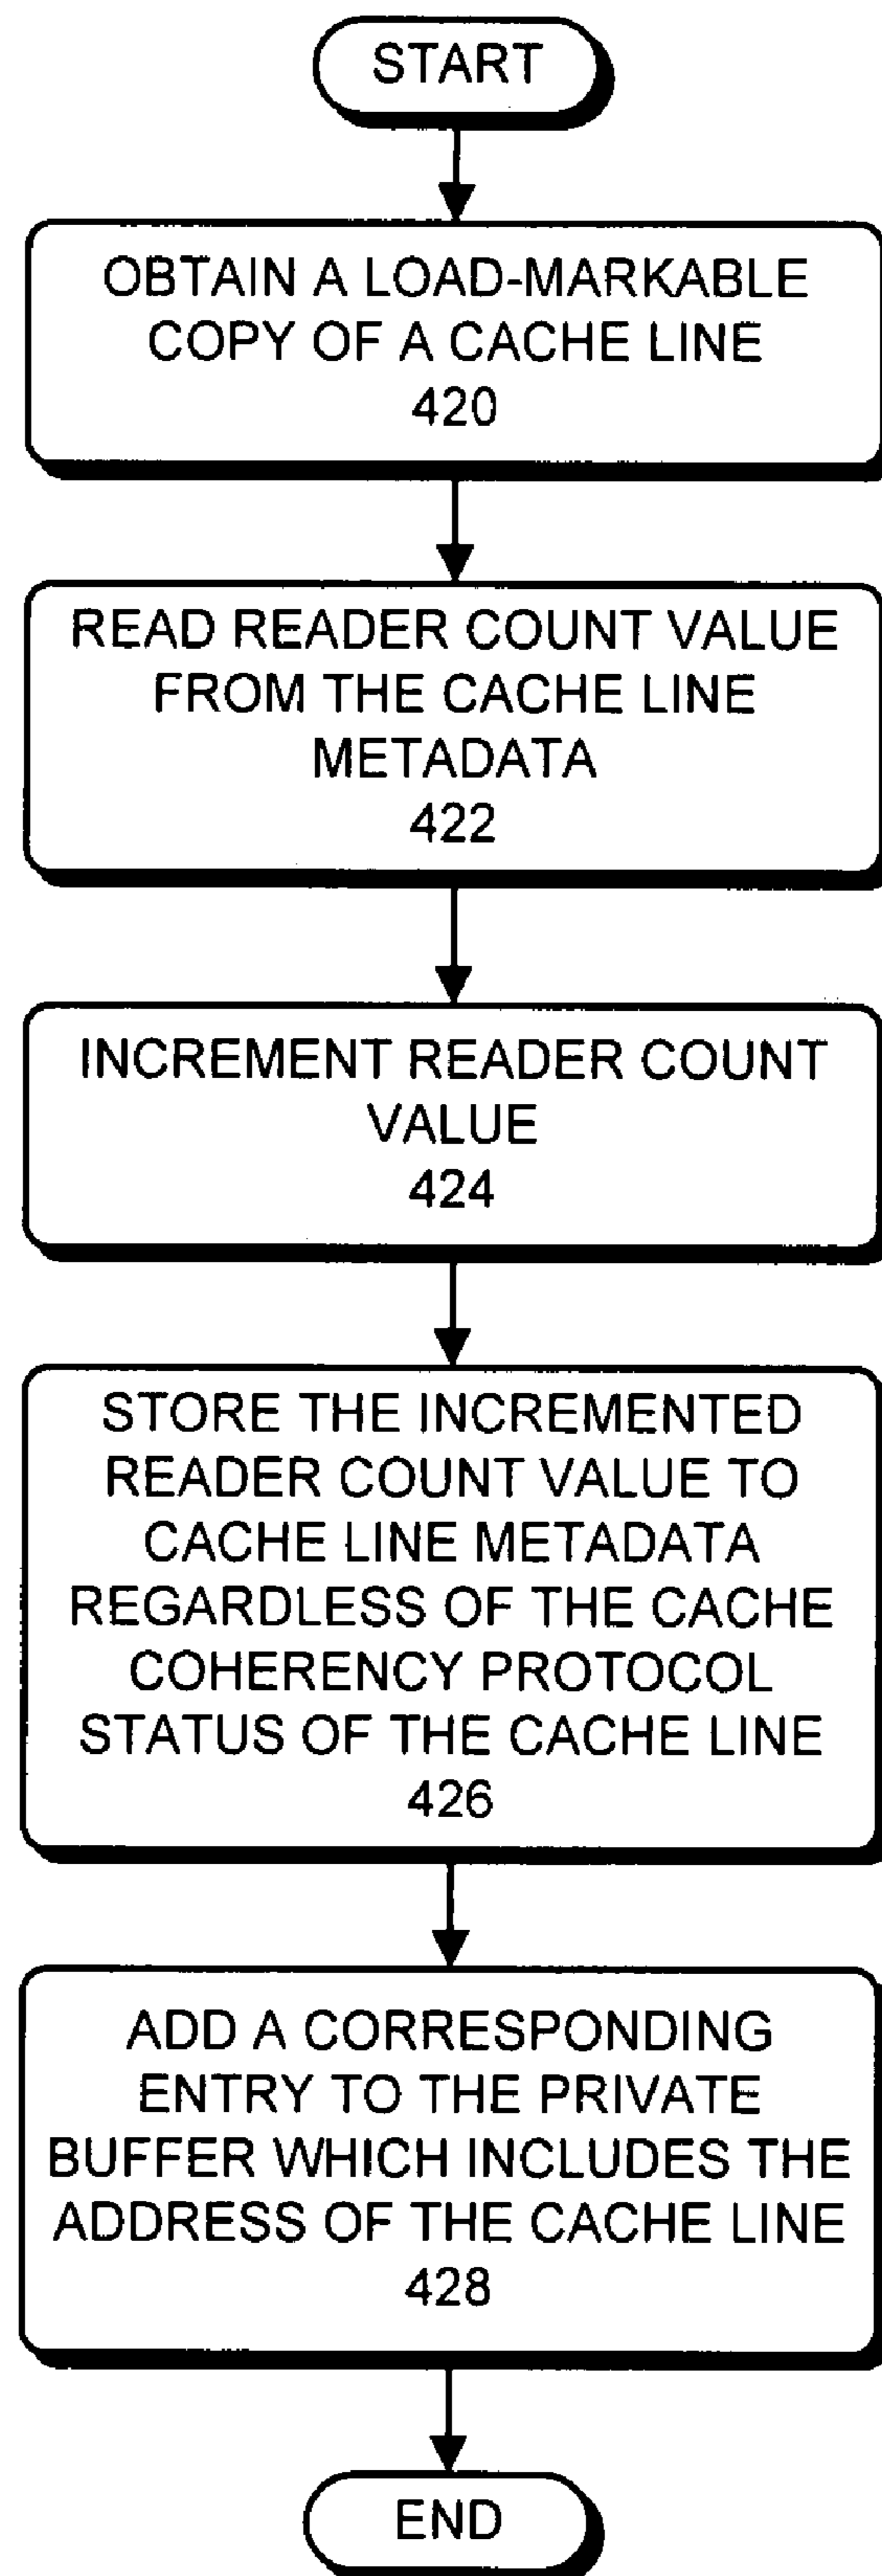 START
OBTAIN A LOAD-MARKABLE
COPY OF A CACHE LINE
420
READ READER COUNT VALUE
FROM THE CACHE LINE
METADATA
422
INCREMENT READER COUNT
VALUE
424
STORE THE INCREMENTED
READER COUNT VALUE TO
CACHE LINE METADATA
REGARDLESS OF THE CACHE
COHERENCY PROTOCOL
STATUS OF THE CACHE LINE
426
ADD A CORRESPONDING
ENTRY TO THE PRIVATE
BUFFER WHICH INCLUDES THE
ADDRESS OF THE CACHE LINE
428
END